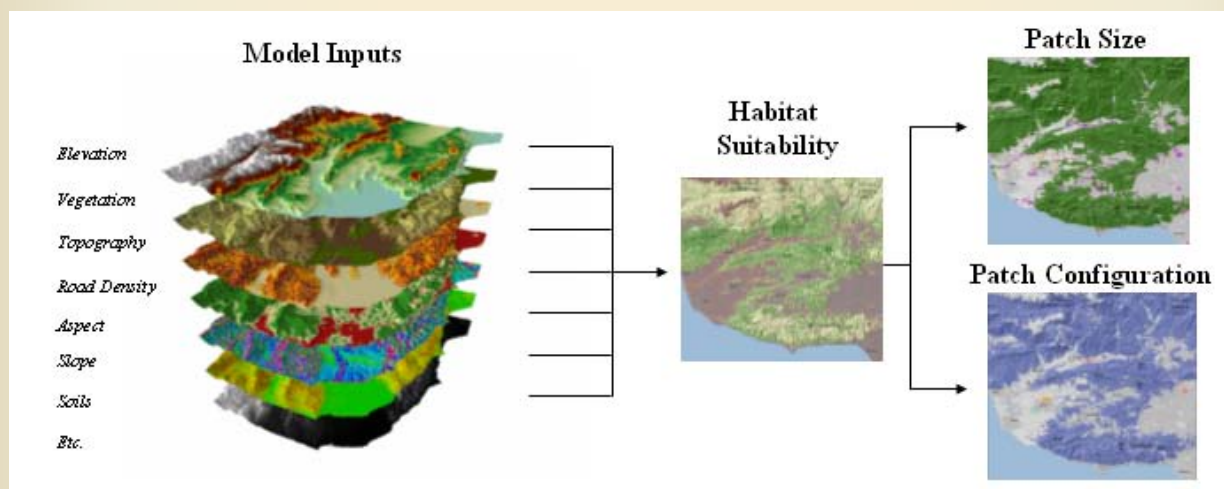 Model Inputs
Elevation
Vegetation
Topography
Road Density
Aspect
Slope
Soils
Etc.
Habitat
Suitability
Patch Size
Patch Configuration